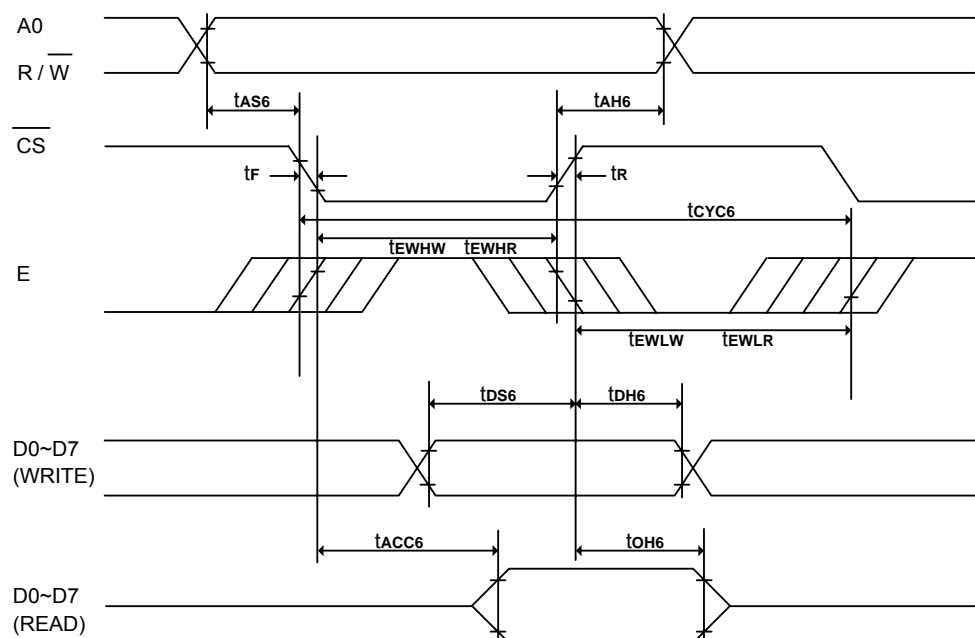 A0
R / W
tAS6 tAH6
CS
tF tR
tCYC6
tEWHW tEWHR
E
tEWLW tEWLR
tDS6 tDH6
D0~D7
(WRITE)
tACC6 tOH6
D0~D7
(READ)